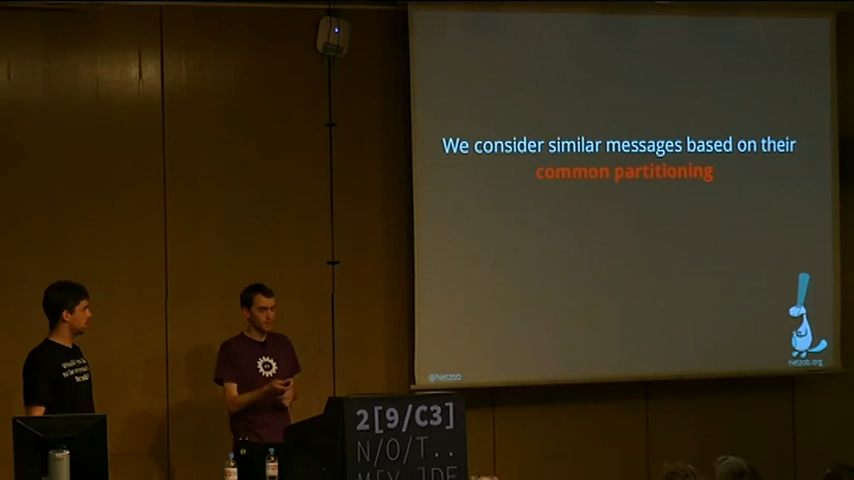 We consider similar messages based on their
common partitioning
netzob.org
@Netzob
2[9/C3]
N/O/T..